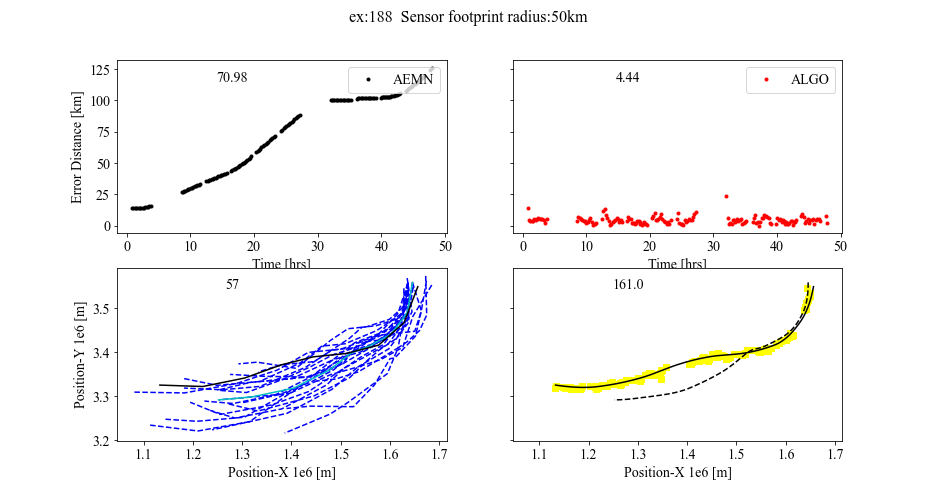 ex:188 Sensor footprint radius:50km
70.98
AEMN
125
100
75
50
25
0
Error Distance [km]
0 10 20 30 40 50
Time [hrs]
4.44
ALGO
0 10 20 30 40 50
Time [hrs]
57
3.5
3.4
3.3
3.2
Position-Y 1e6 [m]
1.1 1.2 1.3 1.4 1.5 1.6 1.7
Position-X 1e6 [m]
161.0
1.1 1.2 1.3 1.4 1.5 1.6 1.7
Position-X 1e6 [m]